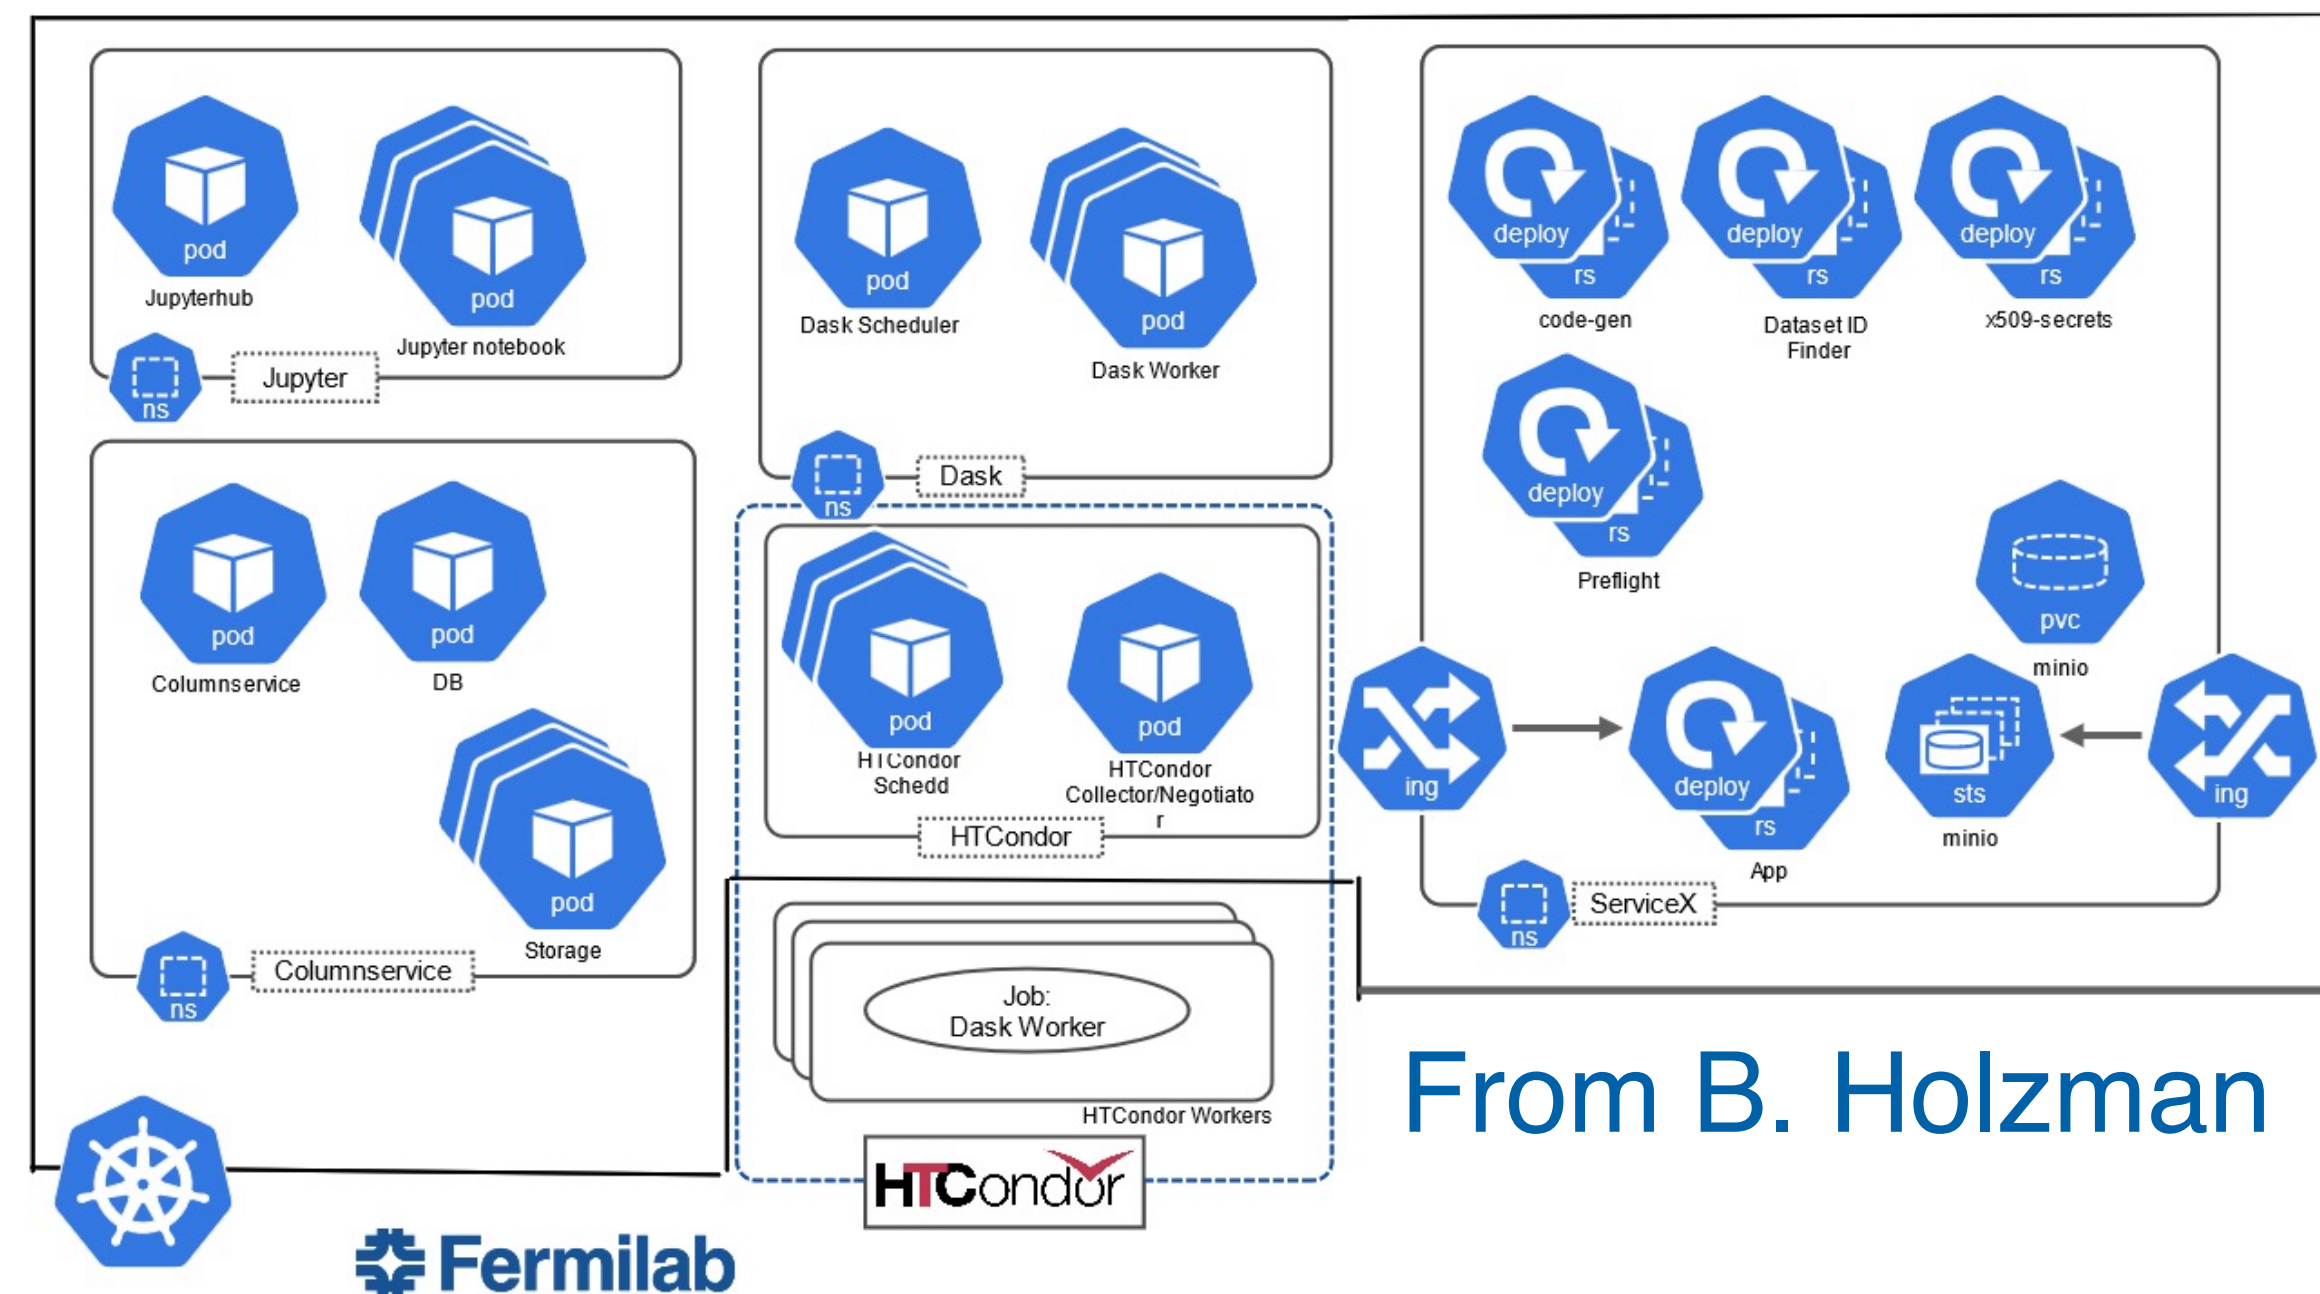 pod
Jupyterhub
pod
Jupyter notebook
ns
Jupyter
pod
Columnservice
pod
DB
pod
Storage
ns
Columnservice
pod
Dask Scheduler
pod
Dask Worker
ns
Dask
pod
HTCondor
Schedd
pod
HTCondor
Collector/Negotiato
r
HTCondor
Job:
Dask Worker
HTCondor Workers
HTCondor
deploy
rs
code-gen
deploy
rs
Dataset ID
Finder
deploy
rs
x509-secrets
deploy
rs
Preflight
pvc
minio
ing
deploy
rs
App
sts
minio
ing
ns
ServiceX
From B. Holzman
Fermilab